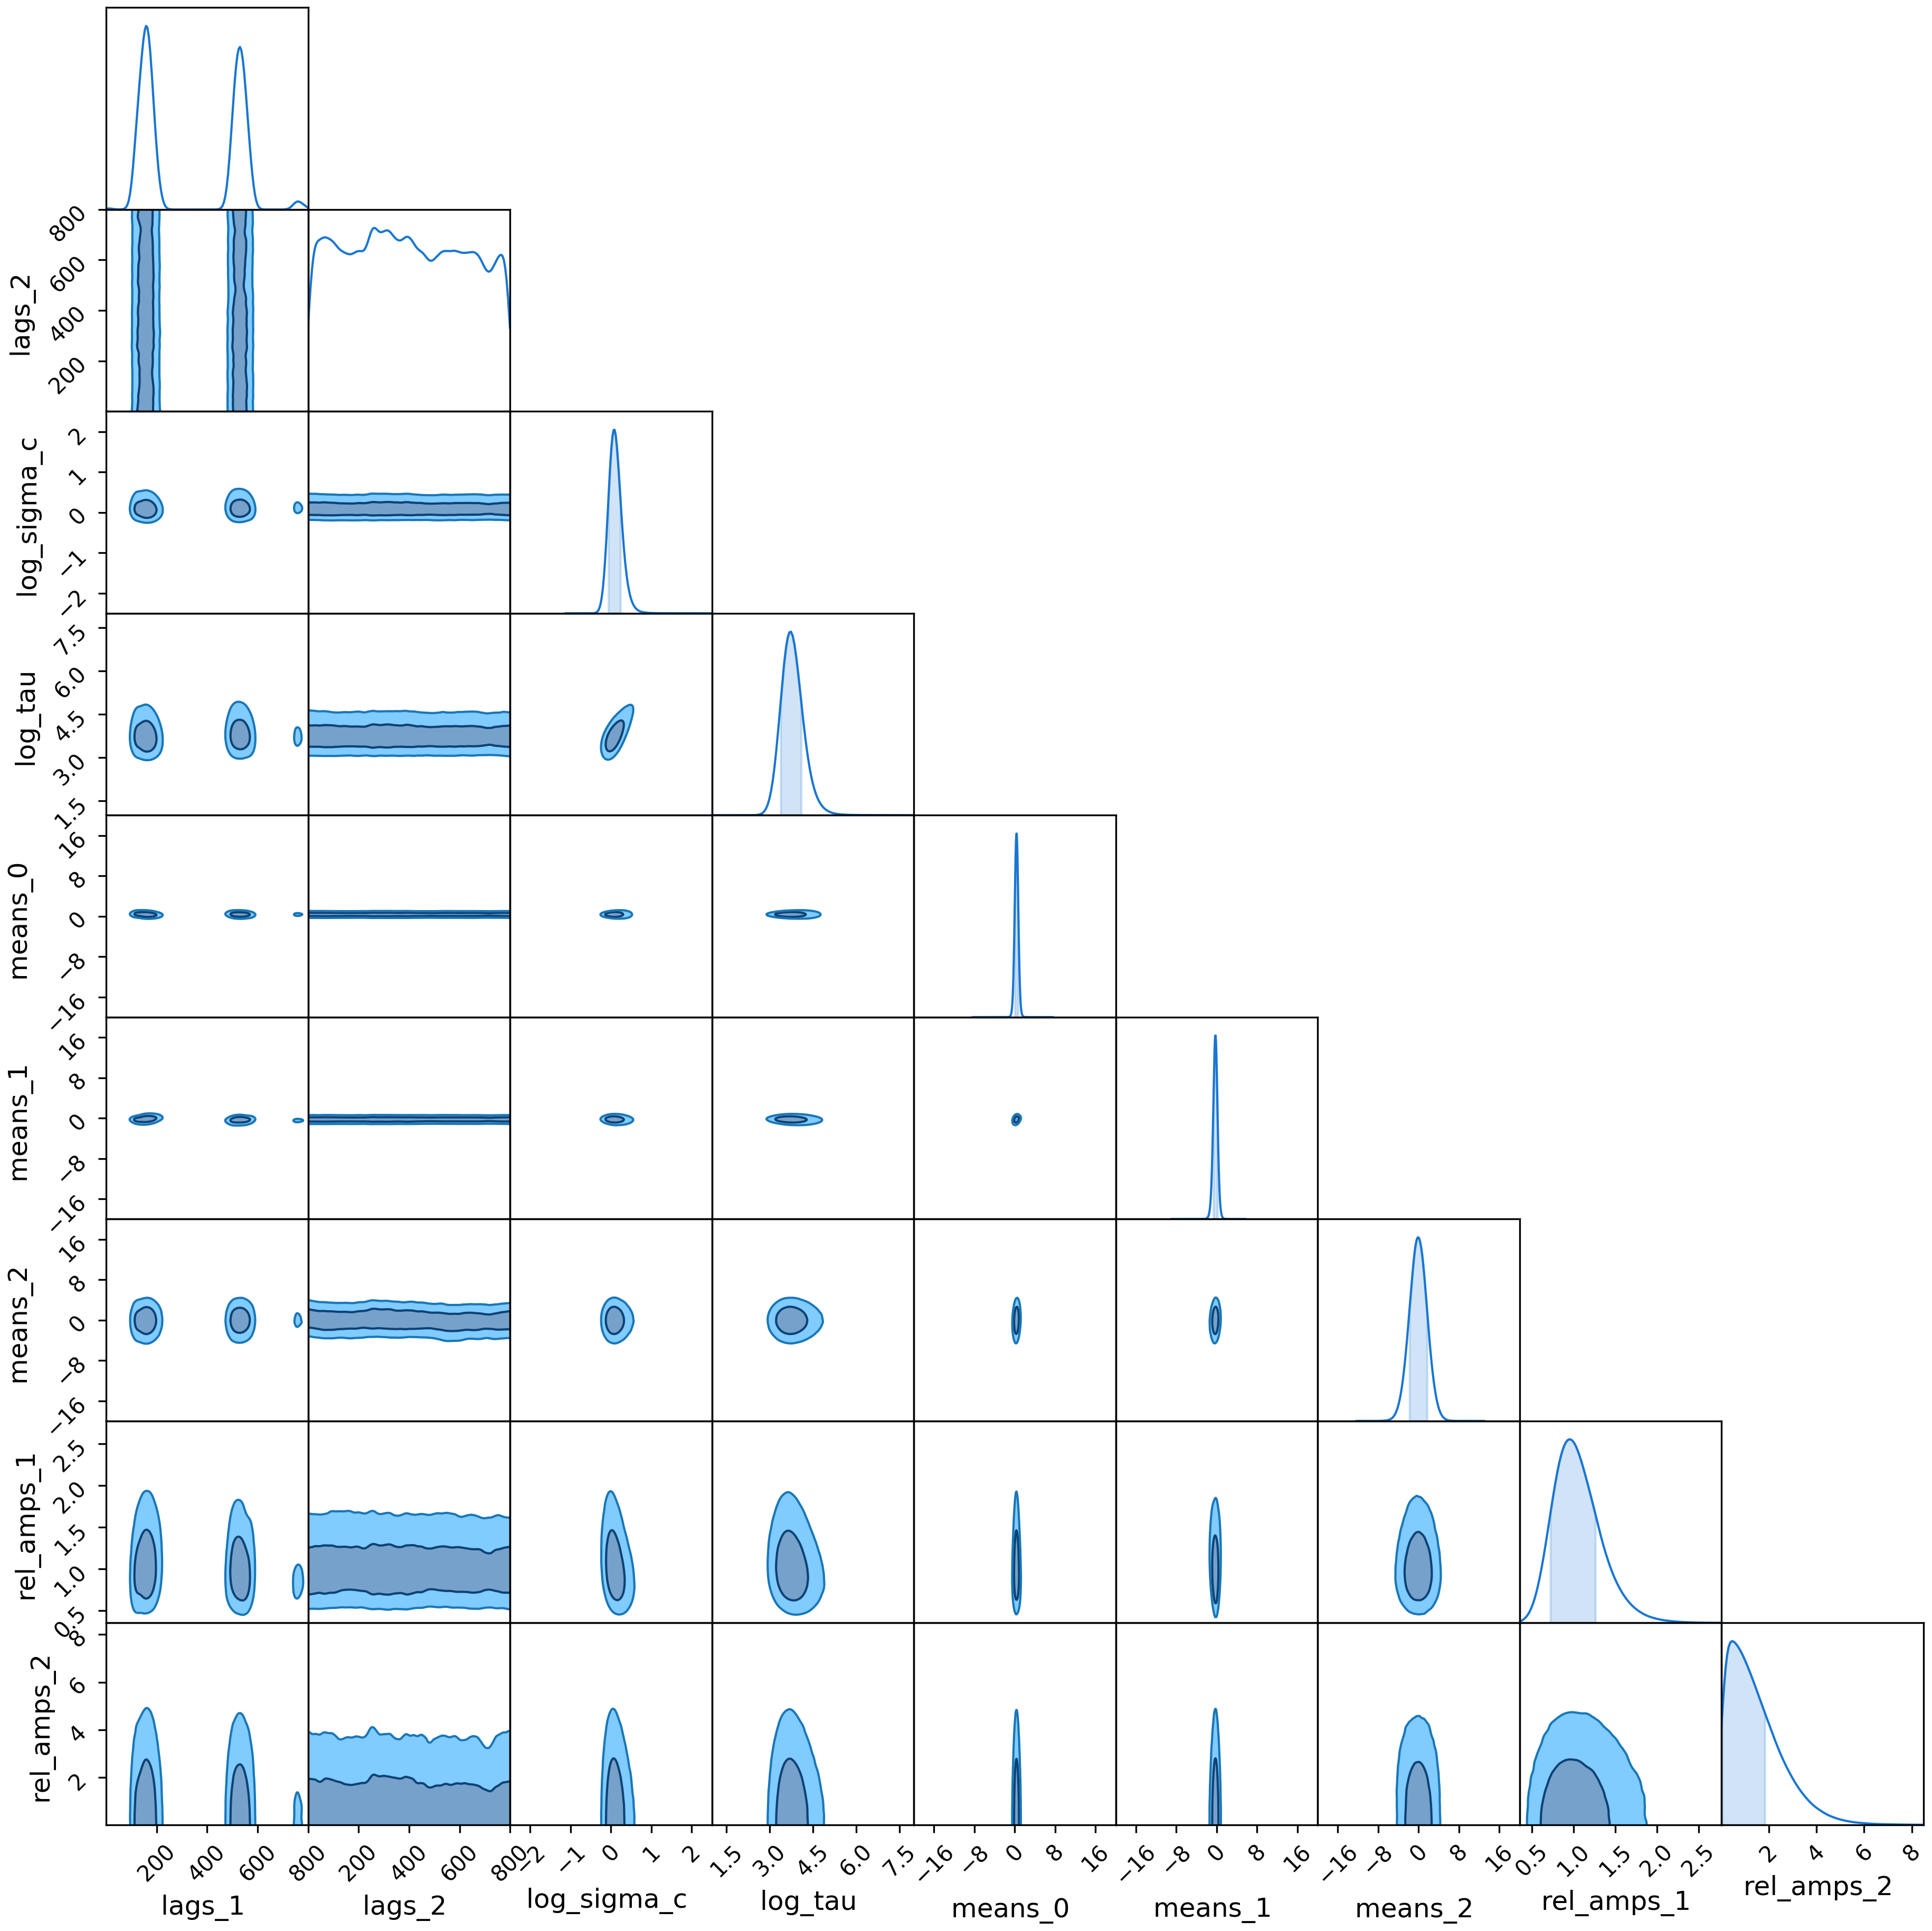 800
600
400
200
lags_2
2
1
0
−1
−2
log_sigma_c
7.5
6.0
4.5
3.0
1.5
log_tau
16
8
0
−8
−16
means_0
16
8
0
−8
−16
means_1
16
8
0
−8
−16
means_2
2.5
2.0
1.5
1.0
0.5
rel_amps_1
8
6
4
2
rel_amps_2
200 400 600 800
200 400 600 800
−2 −1 0 1 2
1.5 3.0 4.5 6.0 7.5
−16 −8 0 8 16
−16 −8 0 8 16
−16 −8 0 8 16
0.5 1.0 1.5 2.0 2.5
2 4 6 8
lags_1 lags_2 log_sigma_c log_tau means_0 means_1 means_2 rel_amps_1 rel_amps_2